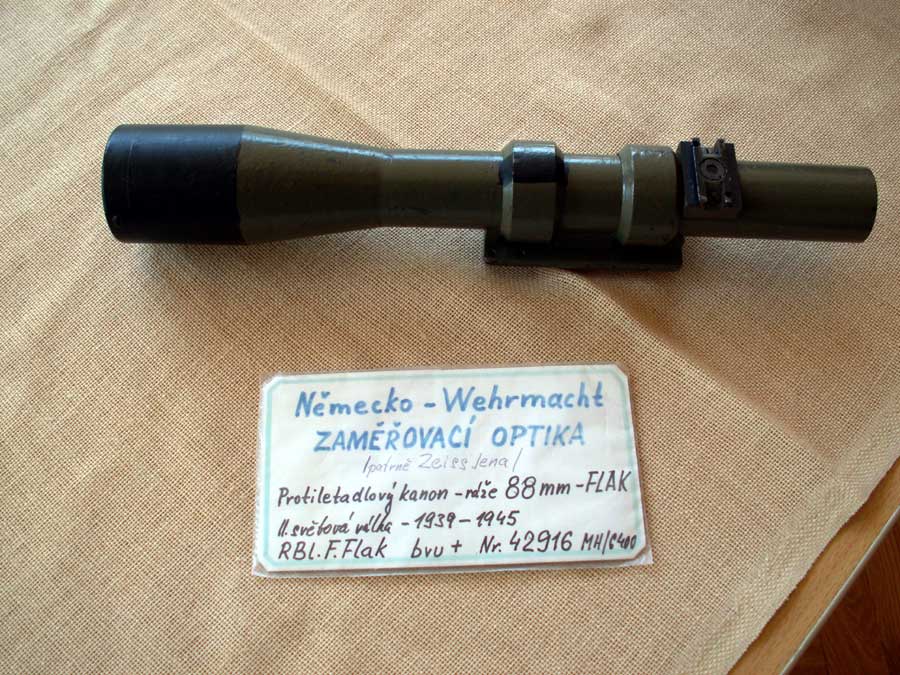 Německo - Wehrmacht
ZAMĚŘOVACÍ OPTIKA
/patrně Zeiss Jena/
Protiletadlový kanon - ráže 88 mm - FLAK
II. světová válka - 1939 - 1945
RBl. F. Flak bvu + Nr. 42916 MH/6400